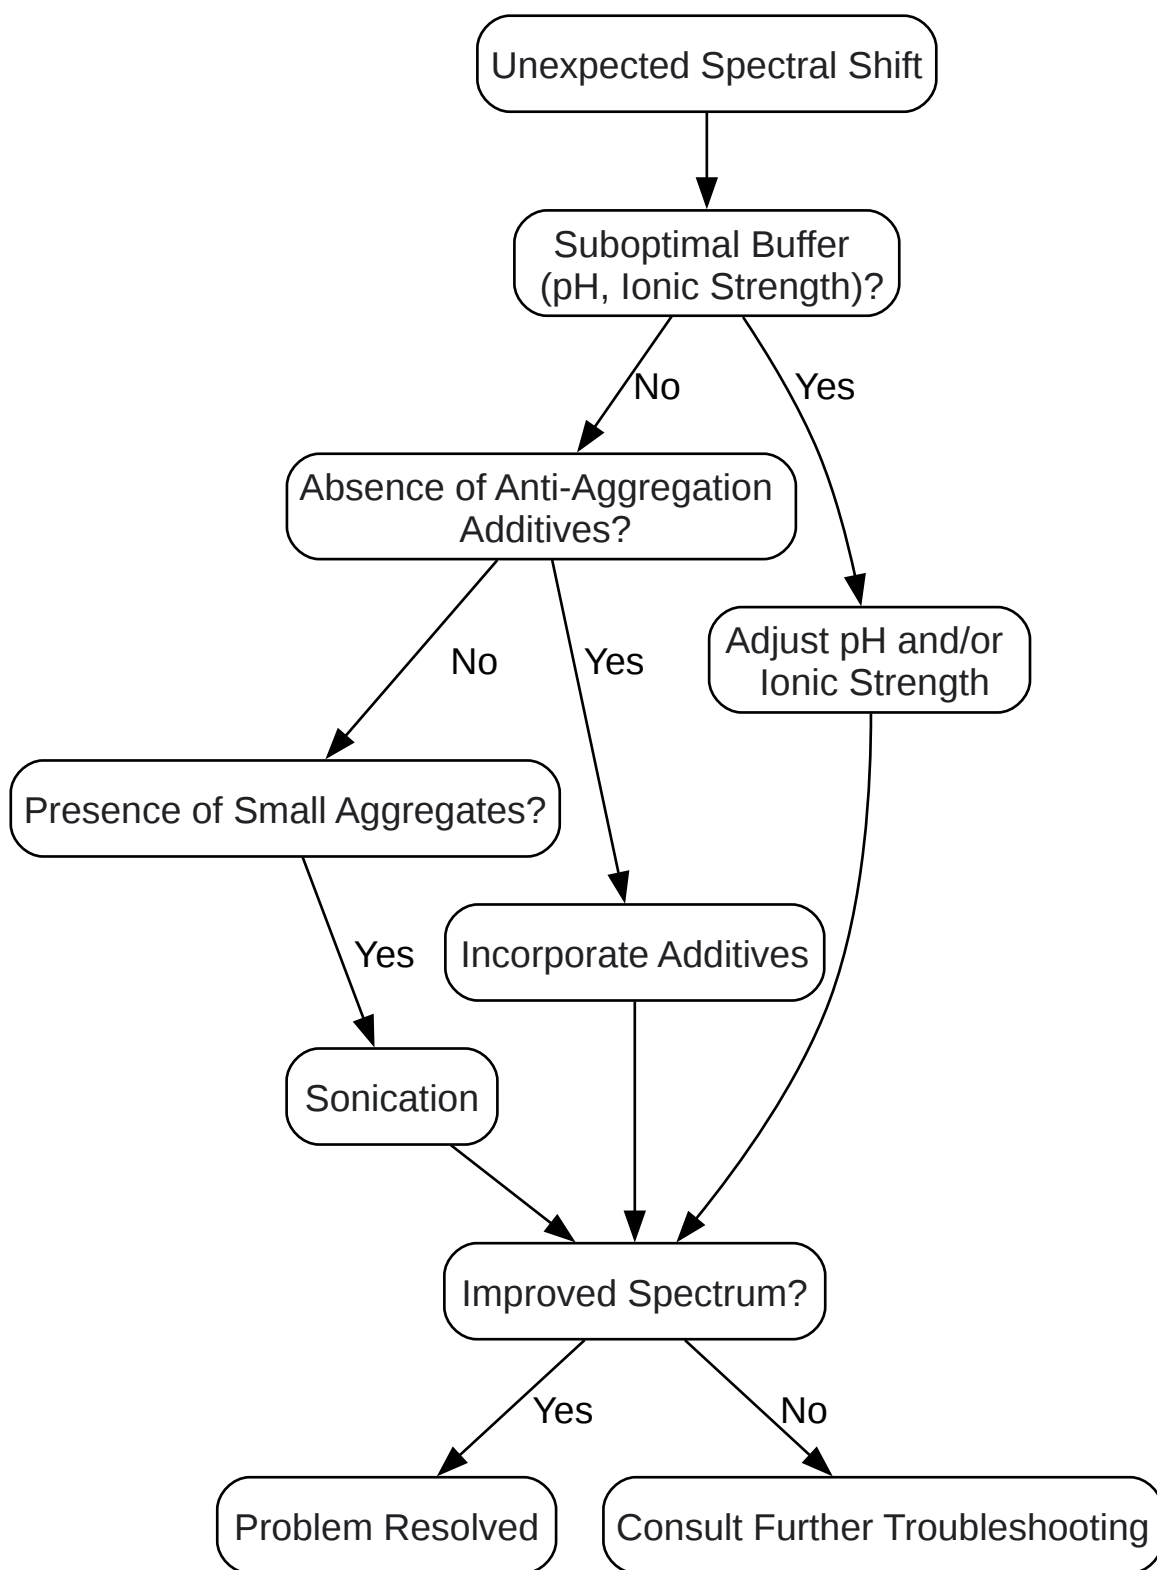 Unexpected Spectral Shift
Suboptimal Buffer
(pH, Ionic Strength)?
No
Yes
Absence of Anti-Aggregation
Additives?
No
Yes
Adjust pH and/or
Ionic Strength
Presence of Small Aggregates?
Yes
Incorporate Additives
Sonication
Improved Spectrum?
Yes
No
Problem Resolved
Consult Further Troubleshooting